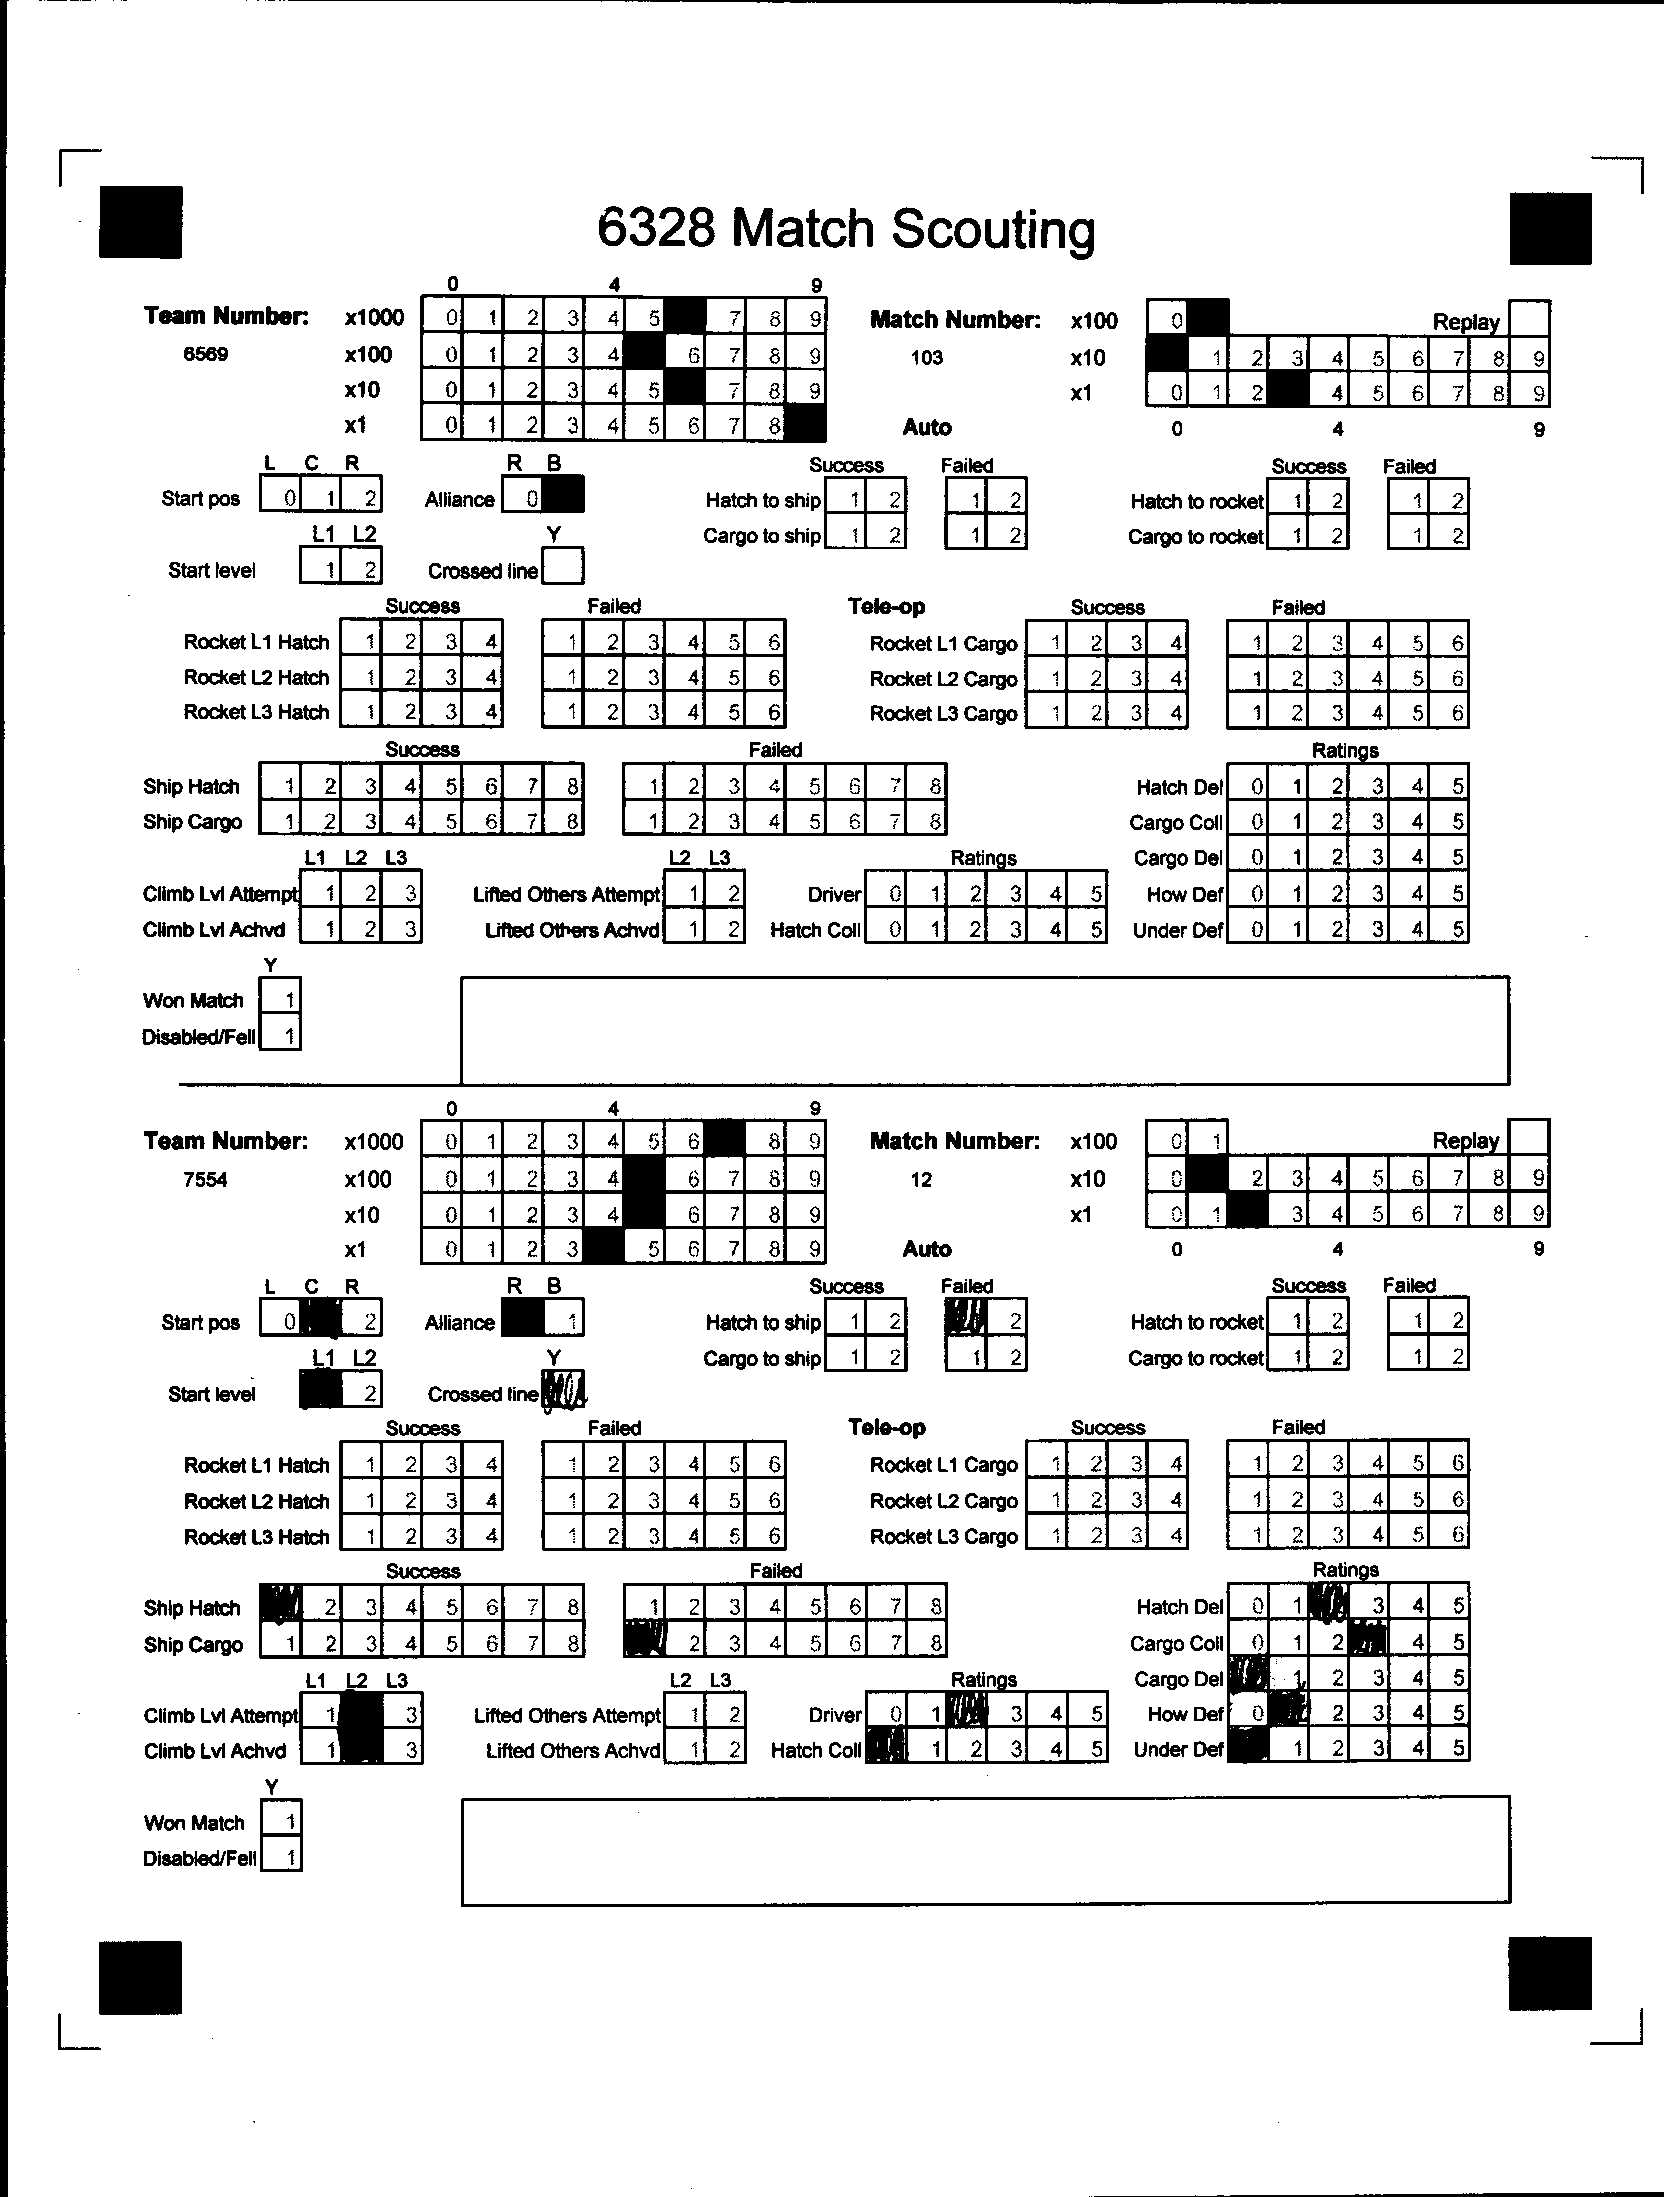 6328 Match Scouting
0 4 9
Team Number: x1000 0 1 2 3 4 5 7 8 9 Match Number: x100 0 Replay
6569 x100 0 1 2 3 4 6 7 8 9 103 x10 1 2 3 4 5 6 7 8 9
x10 0 1 2 3 4 5 7 8 9 x1 0 1 2 4 5 6 7 8 9
x1 0 1 2 3 4 5 6 7 8 Auto 0 4 9
L C R R B Success Failed Success Failed
Start pos 0 1 2 Alliance 0 Hatch to ship 1 2 1 2 Hatch to rocket 1 2 1 2
L1 L2 Y Cargo to ship 1 2 1 2 Cargo to rocket 1 2 1 2
Start level 1 2 Crossed line
Success Failed Tele-op Success Failed
Rocket L1 Hatch 1 2 3 4 1 2 3 4 5 6 Rocket L1 Cargo 1 2 3 4 1 2 3 4 5 6
Rocket L2 Hatch 1 2 3 4 1 2 3 4 5 6 Rocket L2 Cargo 1 2 3 4 1 2 3 4 5 6
Rocket L3 Hatch 1 2 3 4 1 2 3 4 5 6 Rocket L3 Cargo 1 2 3 4 1 2 3 4 5 6
Success Failed Ratings
Ship Hatch 1 2 3 4 5 6 7 8 1 2 3 4 5 6 7 8 Hatch Del 0 1 2 3 4 5
Ship Cargo 1 2 3 4 5 6 7 8 1 2 3 4 5 6 7 8 Cargo Coll 0 1 2 3 4 5
L1 L2 L3 L2 L3 Ratings Cargo Del 0 1 2 3 4 5
Climb Lvl Attempt 1 2 3 Lifted Others Attempt 1 2 Driver 0 1 2 3 4 5 How Def 0 1 2 3 4 5
Climb Lvl Achvd 1 2 3 Lifted Others Achvd 1 2 Hatch Coll 0 1 2 3 4 5 Under Def 0 1 2 3 4 5
Y
Won Match 1
Disabled/Fell 1
0 4 9
Team Number: x1000 0 1 2 3 4 5 6 8 9 Match Number: x100 0 1 Replay
7554 x100 0 1 2 3 4 6 7 8 9 12 x10 0 2 3 4 5 6 7 8 9
x10 0 1 2 3 4 6 7 8 9 x1 0 1 3 4 5 6 7 8 9
x1 0 1 2 3 5 6 7 8 9 Auto 0 4 9
L C R R B Success Failed Success Failed
Start pos 0 2 Alliance 1 Hatch to ship 1 2 2 Hatch to rocket 1 2 1 2
L1 L2 Y Cargo to ship 1 2 1 2 Cargo to rocket 1 2 1 2
Start level 2 Crossed line
Success Failed Tele-op Success Failed
Rocket L1 Hatch 1 2 3 4 1 2 3 4 5 6 Rocket L1 Cargo 1 2 3 4 1 2 3 4 5 6
Rocket L2 Hatch 1 2 3 4 1 2 3 4 5 6 Rocket L2 Cargo 1 2 3 4 1 2 3 4 5 6
Rocket L3 Hatch 1 2 3 4 1 2 3 4 5 6 Rocket L3 Cargo 1 2 3 4 1 2 3 4 5 6
Success Failed Ratings
Ship Hatch 2 3 4 5 6 7 8 1 2 3 4 5 6 7 8 Hatch Del 0 1 3 4 5
Ship Cargo 1 2 3 4 5 6 7 8 2 3 4 5 6 7 8 Cargo Coll 0 1 2 4 5
L1 L2 L3 L2 L3 Ratings Cargo Del 1 2 3 4 5
Climb Lvl Attempt 1 3 Lifted Others Attempt 1 2 Driver 0 1 3 4 5 How Def 0 2 3 4 5
Climb Lvl Achvd 1 3 Lifted Others Achvd 1 2 Hatch Coll 1 2 3 4 5 Under Def 1 2 3 4 5
Y
Won Match 1
Disabled/Fell 1